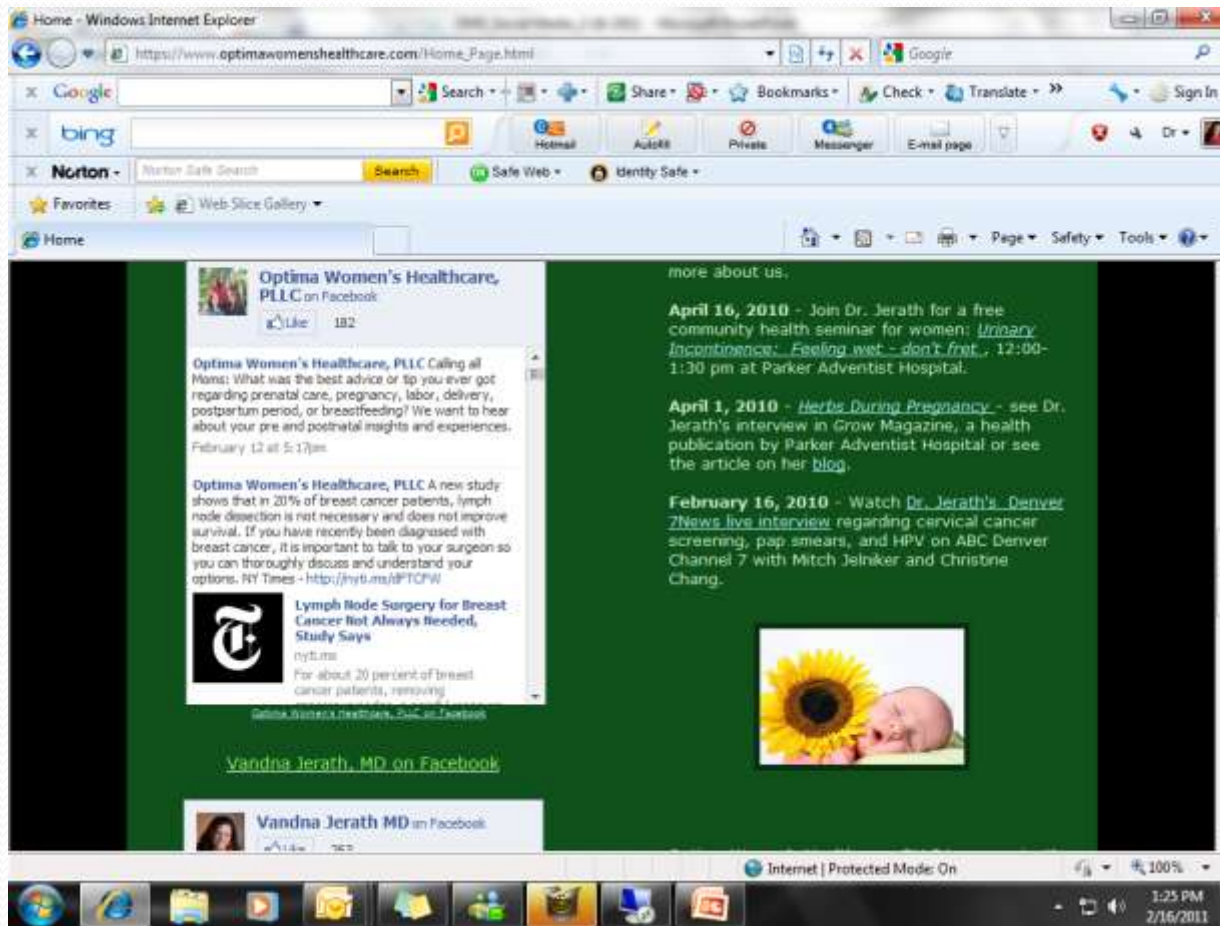 Home - Windows Internet Explorer
https://www.optimawomenshealthcare.com/Home_Page.html
Google
x Google
Search
Share
Bookmarks
Check
Translate
»
Sign In
x bing
Hotmail
Autofill
Private
Messenger
E-mail page
Dr
x Norton -
Norton Safe Search
Search
Safe Web
Identity Safe
Favorites
Web Slice Gallery
Home
Page
Safety
Tools
Optima Women's Healthcare,
PLLC on Facebook
Like 182
Optima Women's Healthcare, PLLC Calling all
Moms: What was the best advice or tip you ever got
regarding prenatal care, pregnancy, labor, delivery,
postpartum period, or breastfeeding? We want to hear
about your pre and postnatal insights and experiences.
February 12 at 5:17pm
Optima Women's Healthcare, PLLC A new study
shows that in 20% of breast cancer patients, lymph
node dissection is not necessary and does not improve
survival. If you have recently been diagnosed with
breast cancer, it is important to talk to your surgeon so
you can thoroughly discuss and understand your
options. NY Times - http://nyti.ms/dFTCPW
Lymph Node Surgery for Breast
Cancer Not Always Needed,
Study Says
nyti.ms
For about 20 percent of breast
cancer patients, removing
Optima Women's Healthcare, PLLC on Facebook
Vandna Jerath, MD on Facebook
Vandna Jerath MD on Facebook
Like
more about us.
April 16, 2010 - Join Dr. Jerath for a free
community health seminar for women: Urinary
Incontinence: Feeling wet - don't fret , 12:00-
1:30 pm at Parker Adventist Hospital.
April 1, 2010 - Herbs During Pregnancy - see Dr.
Jerath's interview in Grow Magazine, a health
publication by Parker Adventist Hospital or see
the article on her blog.
February 16, 2010 - Watch Dr. Jerath's Denver
7News live interview regarding cervical cancer
screening, pap smears, and HPV on ABC Denver
Channel 7 with Mitch Jelniker and Christine
Chang.
Internet | Protected Mode: On
100%
1:25 PM
2/16/2011